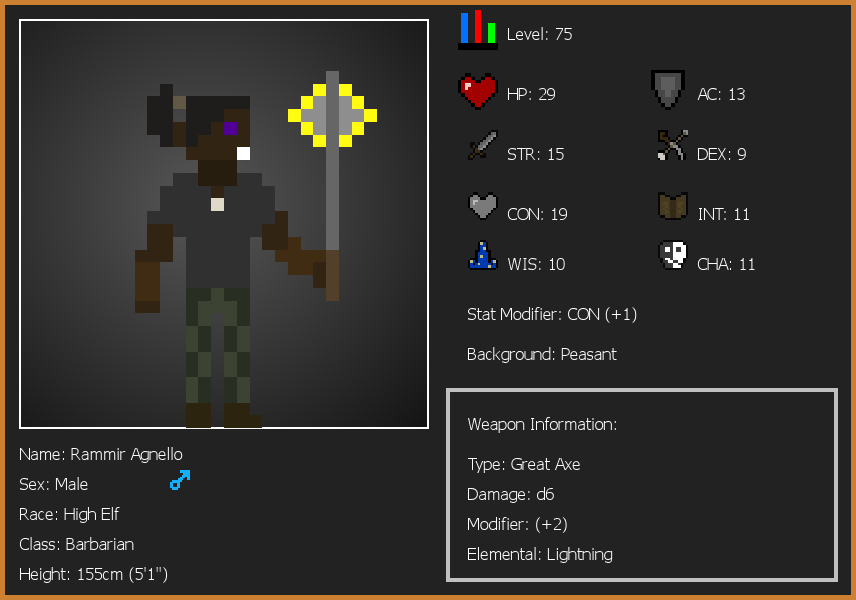 Level: 75
HP: 29
AC: 13
STR: 15
DEX: 9
CON: 19
INT: 11
WIS: 10
CHA: 11
Stat Modifier: CON (+1)
Background: Peasant
Weapon Information:
Type: Great Axe
Damage: d6
Modifier: (+2)
Elemental: Lightning
Name: Rammir Agnello
Sex: Male
Race: High Elf
Class: Barbarian
Height: 155cm (5'1")